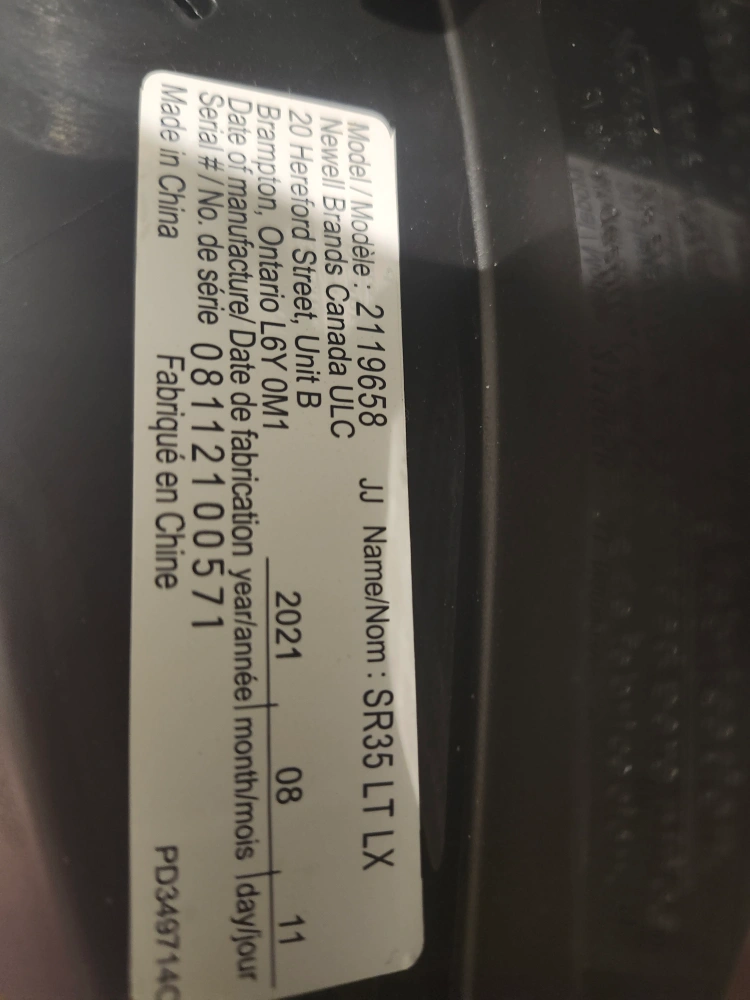 Model / Modèle : 2119658 JJ Name/Nom : SR35 LT LX
Newell Brands Canada ULC
20 Hereford Street, Unit B
Brampton, Ontario L6Y 0M1 2021 08 11
Date of manufacture/ Date de fabrication year/année| month/mois |day/jour
Serial # / No. de série 08112100571
Made in China Fabriqué en Chine PD349714C